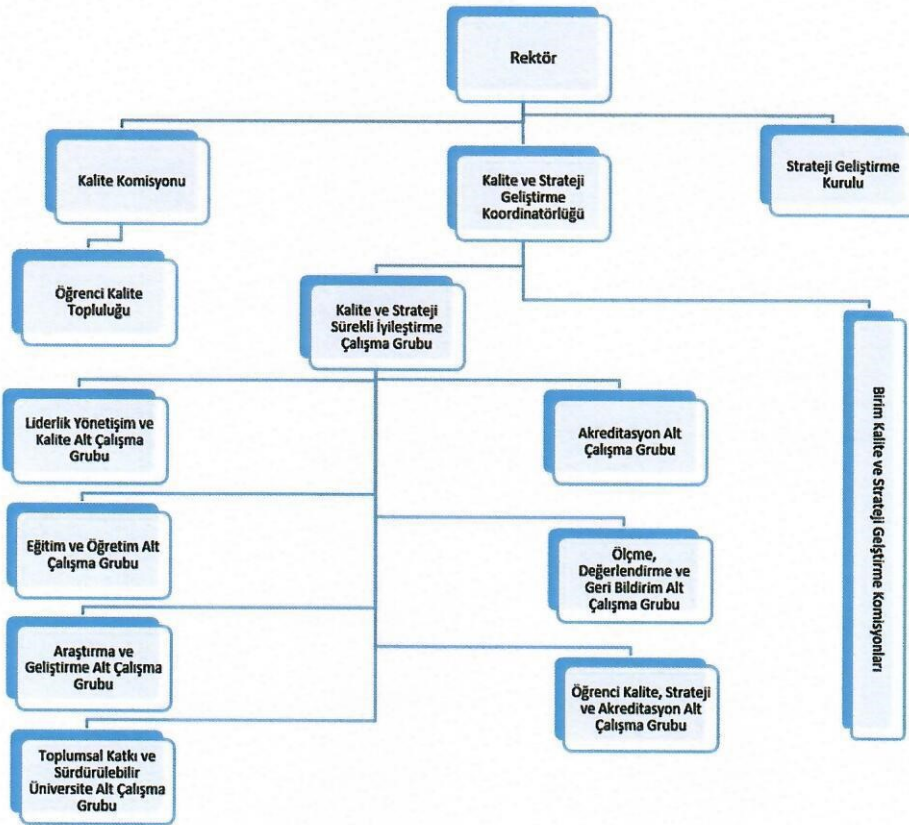 Rektör
Kalite Komisyonu
Kalite ve Strateji
Geliştirme
Koordinatörlüğü
Strateji Geliştirme
Kurulu
Öğrenci Kalite
Topluluğu
Kalite ve Strateji
Sürekli İyileştirme
Çalışma Grubu
Birim Kalite ve Strateji Gelştirme Komisyonları
Liderlik Yönetişim ve
Kalite Alt Çalışma
Grubu
Akreditasyon Alt
Çalışma Grubu
Eğitim ve Öğretim Alt
Çalışma Grubu
Ölçme,
Değerlendirme ve
Geri Bildirim Alt
Çalışma Grubu
Araştırma ve
Geliştirme Alt Çalışma
Grubu
Öğrenci Kalite, Strateji
ve Akreditasyon Alt
Çalışma Grubu
Toplumsal Katkı ve
Sürdürülebilir
Üniversite Alt Çalışma
Grubu